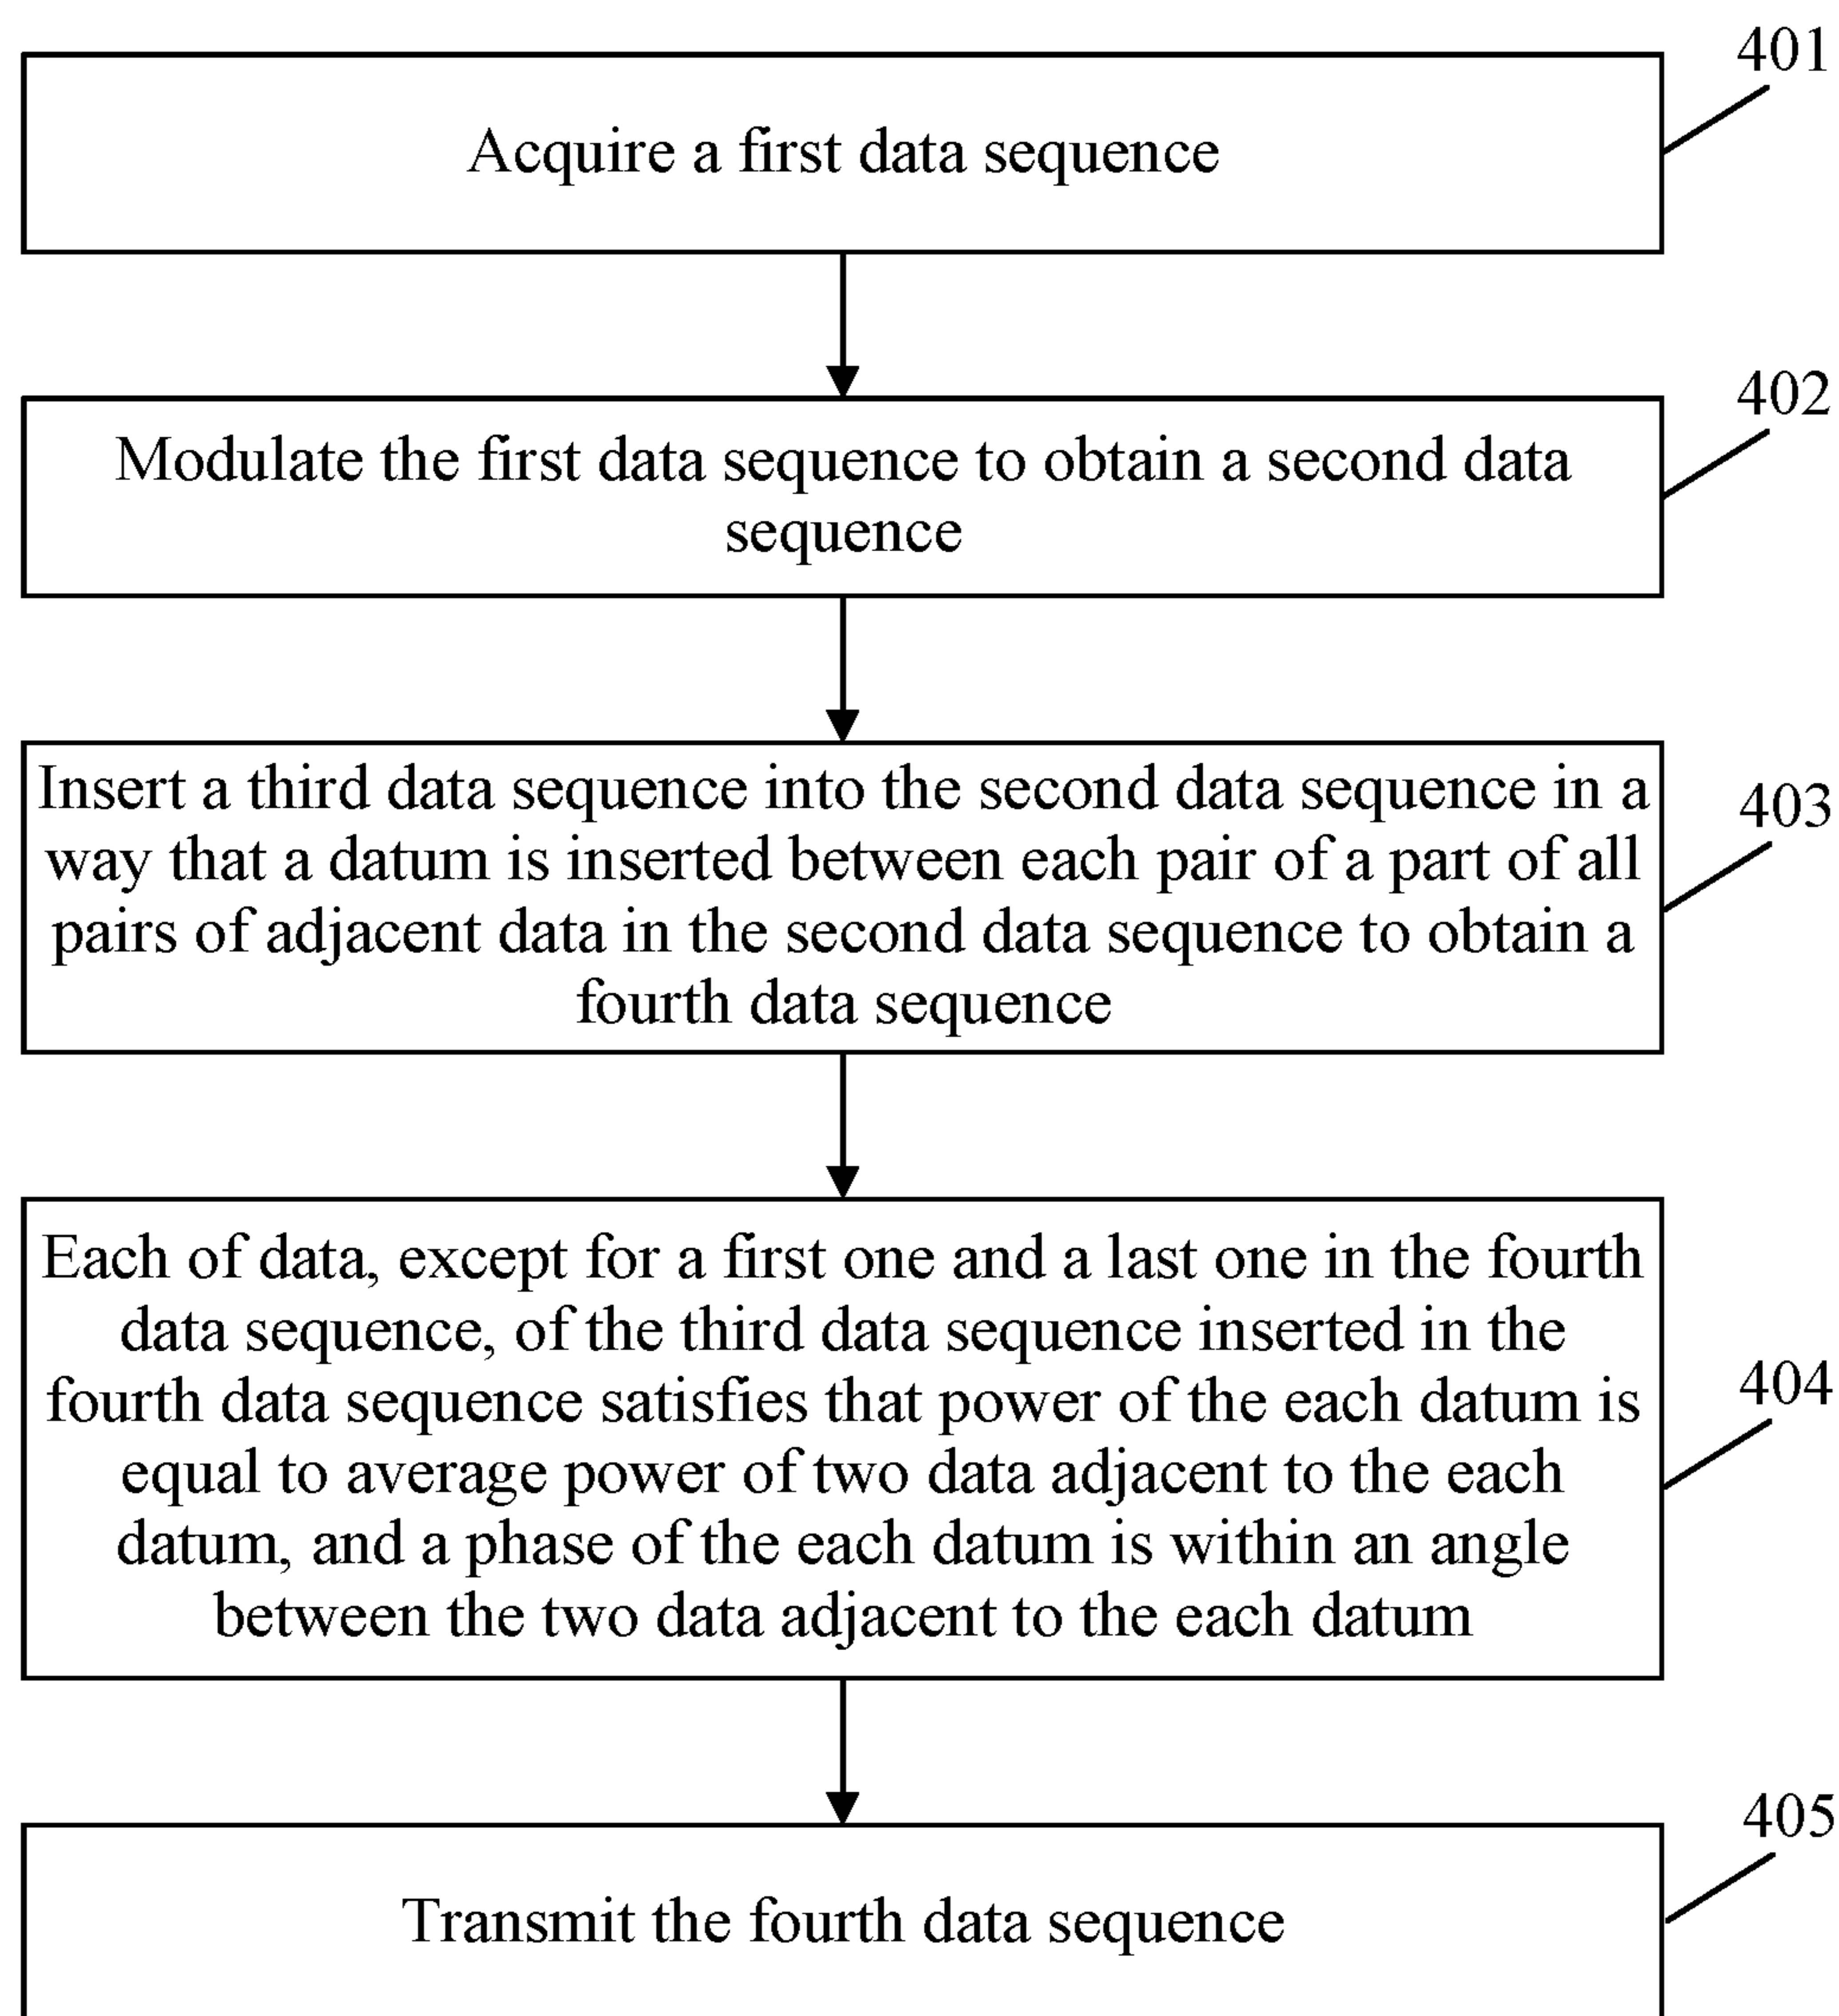 401
Acquire a first data sequence
402
Modulate the first data sequence to obtain a second data
sequence
403
Insert a third data sequence into the second data sequence in a
way that a datum is inserted between each pair of a part of all
pairs of adjacent data in the second data sequence to obtain a
fourth data sequence
404
Each of data, except for a first one and a last one in the fourth
data sequence, of the third data sequence inserted in the
fourth data sequence satisfies that power of the each datum is
equal to average power of two data adjacent to the each
datum, and a phase of the each datum is within an angle
between the two data adjacent to the each datum
405
Transmit the fourth data sequence